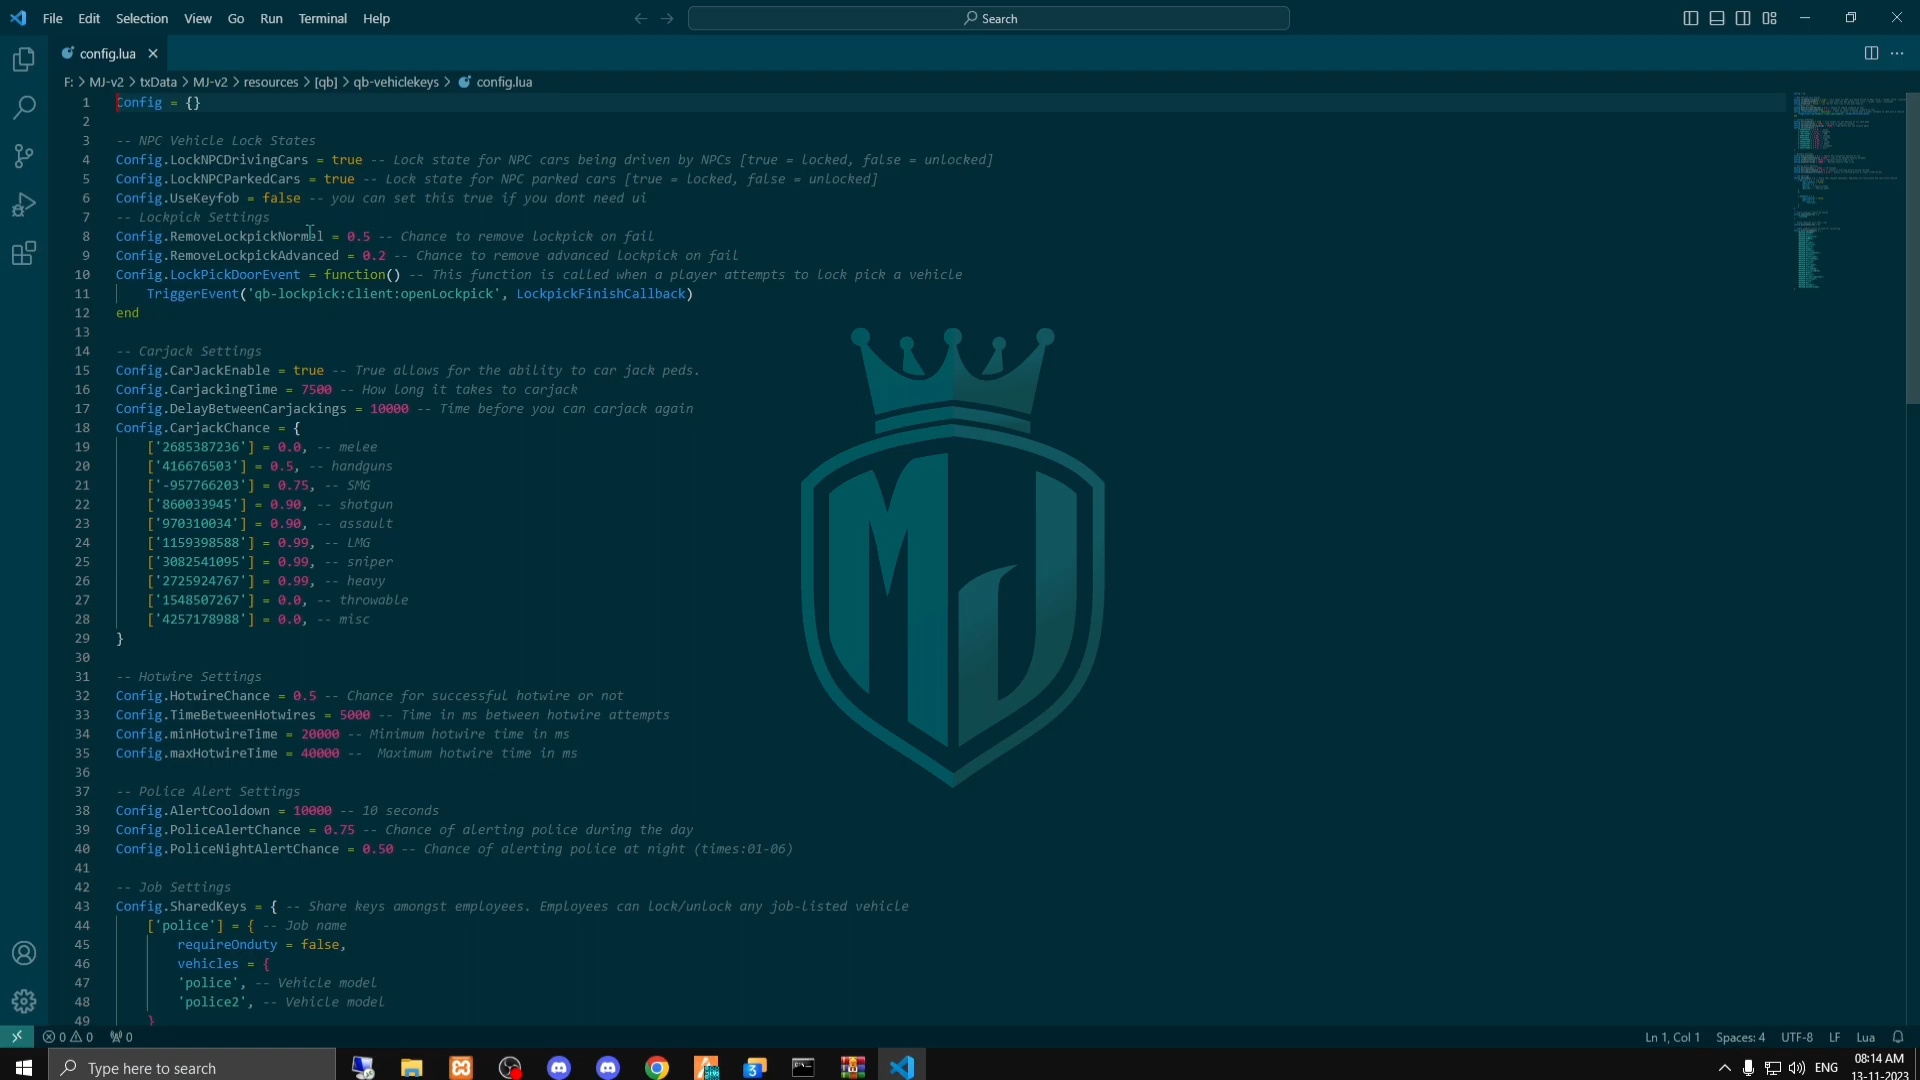 File Edit Selection View Go Run Terminal Help
Search
config.lua
F: > MJ-v2 > txData > MJ-v2 > resources > [qb] > qb-vehiclekeys > config.lua
1 Config = {}
2
3 -- NPC Vehicle Lock States
4 Config.LockNPCDrivingCars = true -- Lock state for NPC cars being driven by NPCs [true = locked, false = unlocked]
5 Config.LockNPCParkedCars = true -- Lock state for NPC parked cars [true = locked, false = unlocked]
6 Config.UseKeyfob = false -- you can set this true if you dont need ui
7 -- Lockpick Settings
8 Config.RemoveLockpickNormal = 0.5 -- Chance to remove lockpick on fail
9 Config.RemoveLockpickAdvanced = 0.2 -- Chance to remove advanced lockpick on fail
10 Config.LockPickDoorEvent = function() -- This function is called when a player attempts to lock pick a vehicle
11 TriggerEvent('qb-lockpick:client:openLockpick', LockpickFinishCallback)
12 end
13
14 -- Carjack Settings
15 Config.CarJackEnable = true -- True allows for the ability to car jack peds.
16 Config.CarjackingTime = 7500 -- How long it takes to carjack
17 Config.DelayBetweenCarjackings = 10000 -- Time before you can carjack again
18 Config.CarjackChance = {
19 ['2685387236'] = 0.0, -- melee
20 ['416676503'] = 0.5, -- handguns
21 ['-957766203'] = 0.75, -- SMG
22 ['860033945'] = 0.90, -- shotgun
23 ['970310034'] = 0.90, -- assault
24 ['1159398588'] = 0.99, -- LMG
25 ['3082541095'] = 0.99, -- sniper
26 ['2725924767'] = 0.99, -- heavy
27 ['1548507267'] = 0.0, -- throwable
28 ['4257178988'] = 0.0, -- misc
29 }
30
31 -- Hotwire Settings
32 Config.HotwireChance = 0.5 -- Chance for successful hotwire or not
33 Config.TimeBetweenHotwires = 5000 -- Time in ms between hotwire attempts
34 Config.minHotwireTime = 20000 -- Minimum hotwire time in ms
35 Config.maxHotwireTime = 40000 --  Maximum hotwire time in ms
36
37 -- Police Alert Settings
38 Config.AlertCooldown = 10000 -- 10 seconds
39 Config.PoliceAlertChance = 0.75 -- Chance of alerting police during the day
40 Config.PoliceNightAlertChance = 0.50 -- Chance of alerting police at night (times:01-06)
41
42 -- Job Settings
43 Config.SharedKeys = { -- Share keys amongst employees. Employees can lock/unlock any job-listed vehicle
44 ['police'] = { -- Job name
45 requireOnduty = false,
46 vehicles = {
47 'police', -- Vehicle model
48 'police2', -- Vehicle model
49 }
MJ
0 0 0
Ln 1, Col 1 Spaces: 4 UTF-8 LF Lua
Type here to search
ENG
08:14 AM
13-11-2023